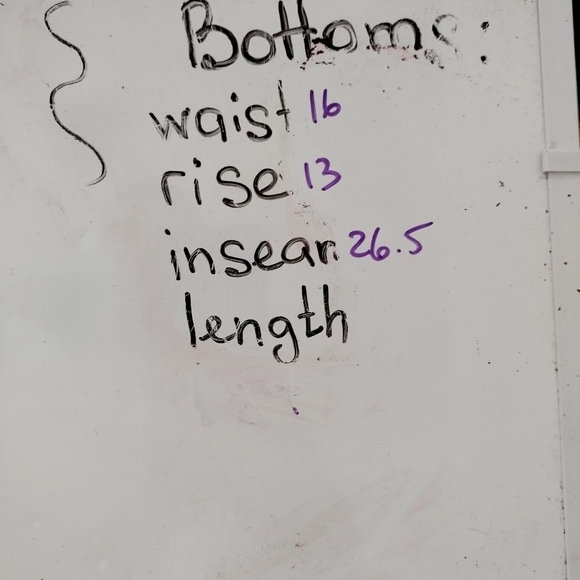 Bottoms:
waist 16
rise 13
inseam 26.5
length